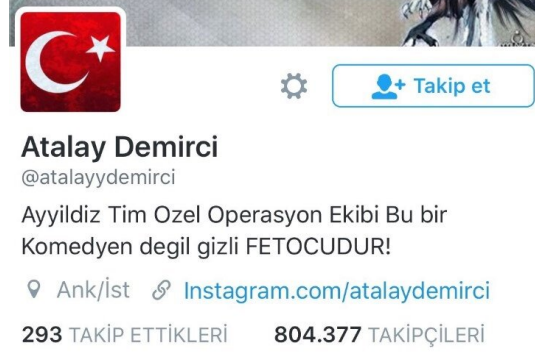 Takip et
Atalay Demirci
@atalayydemirci
Ayyildiz Tim Ozel Operasyon Ekibi Bu bir
Komedyen degil gizli FETOCUDUR!
Ank/İst Instagram.com/atalaydemirci
293 TAKİP ETTİKLERİ 804.377 TAKİPÇİLERİ